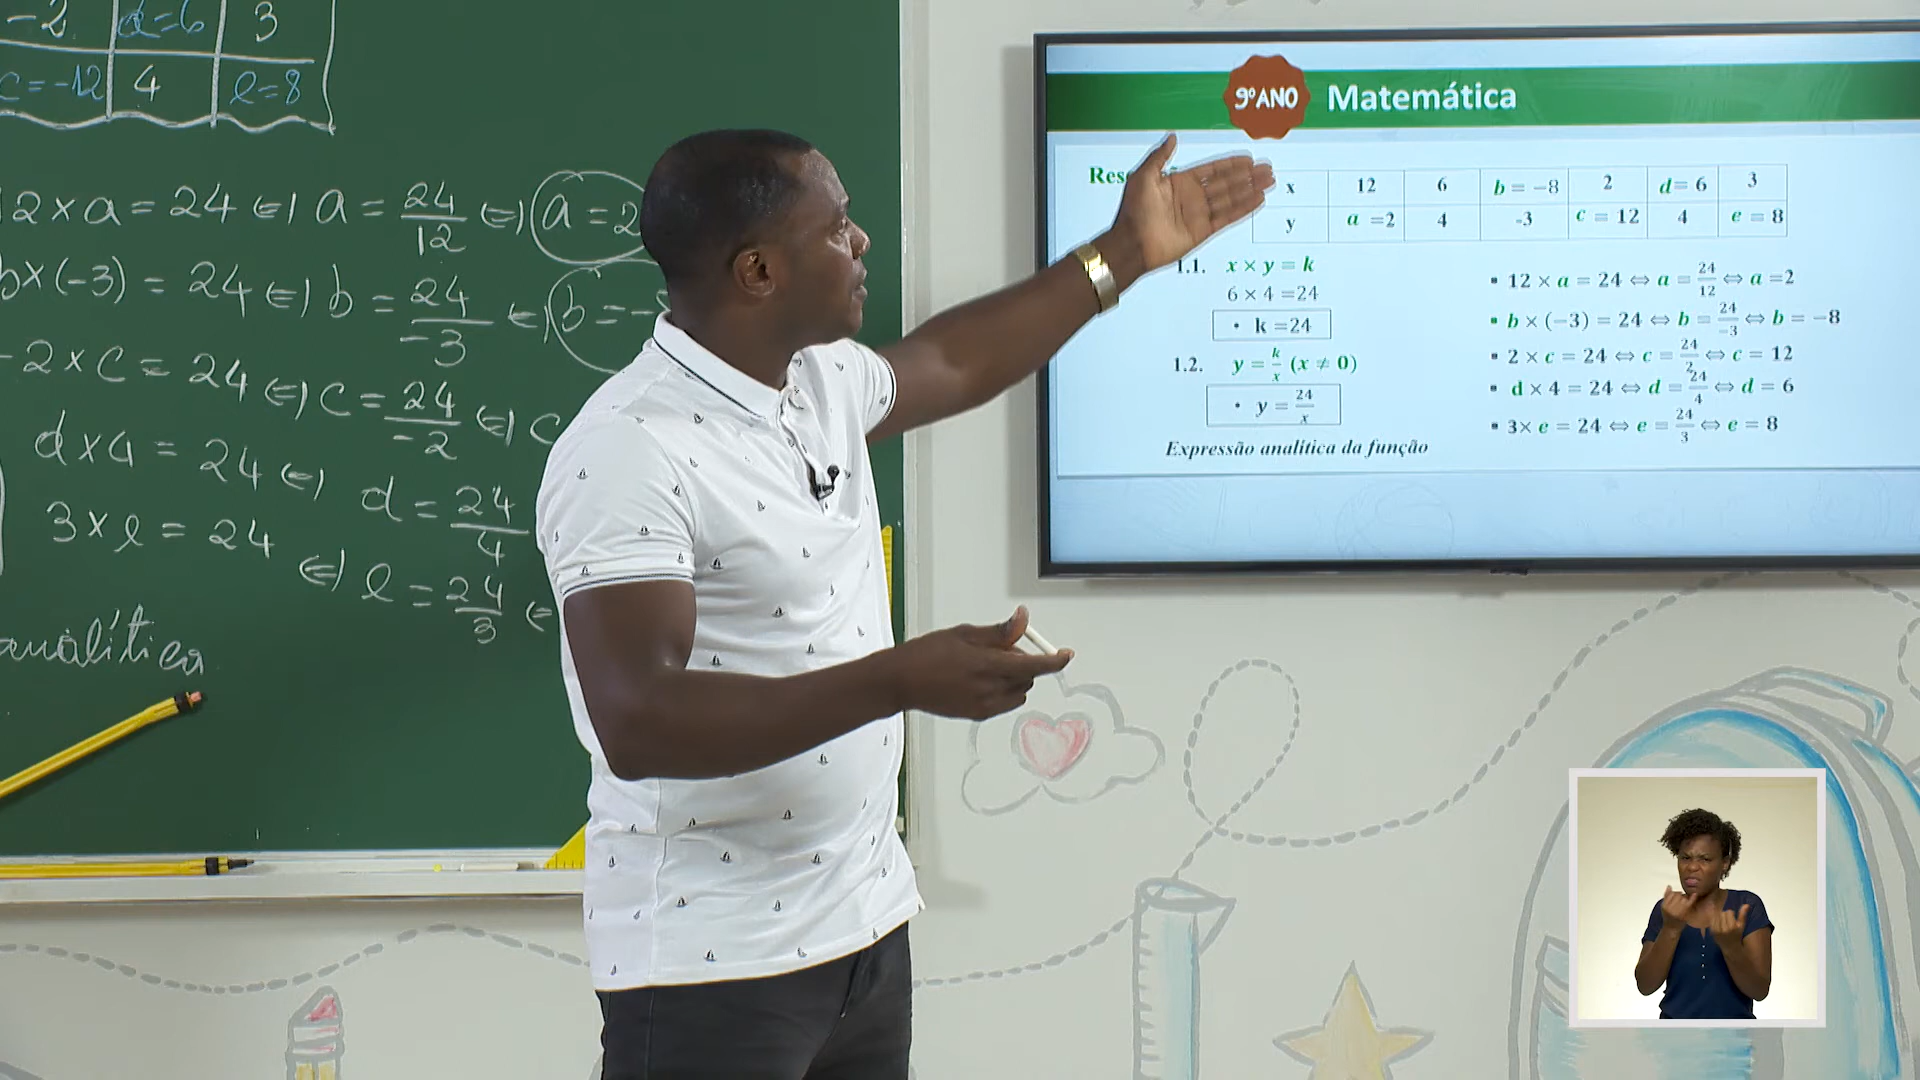 -2 d=6 3
c=-12 4 e=8
12×a = 24 ⇔ a = 24/12 ⇔ a = 2
b×(-3) = 24 ⇔ b = 24/-3 ⇔ b = -
-2×c = 24 ⇔ c = 24/-2 ⇔ c
d×4 = 24 ⇔ d = 24/4
3×e = 24 ⇔ e = 24/3
analítica
9ºANO Matemática
x 12 6 b = −8 2 d= 6 3
y a =2 4 -3 c = 12 4 e = 8
1.1. x × y = k
6 × 4 =24
• k =24
1.2. y = k/x (x ≠ 0)
• y = 24/x
Expressão analítica da função
▪ 12 × a = 24 ⇔ a = 24/12 ⇔ a =2
▪ b × (−3) = 24 ⇔ b = 24/−3 ⇔ b = −8
▪ 2 × c = 24 ⇔ c = 24/2 ⇔ c = 12
▪ d × 4 = 24 ⇔ d = 24/4 ⇔ d = 6
▪ 3× e = 24 ⇔ e = 24/3 ⇔ e = 8